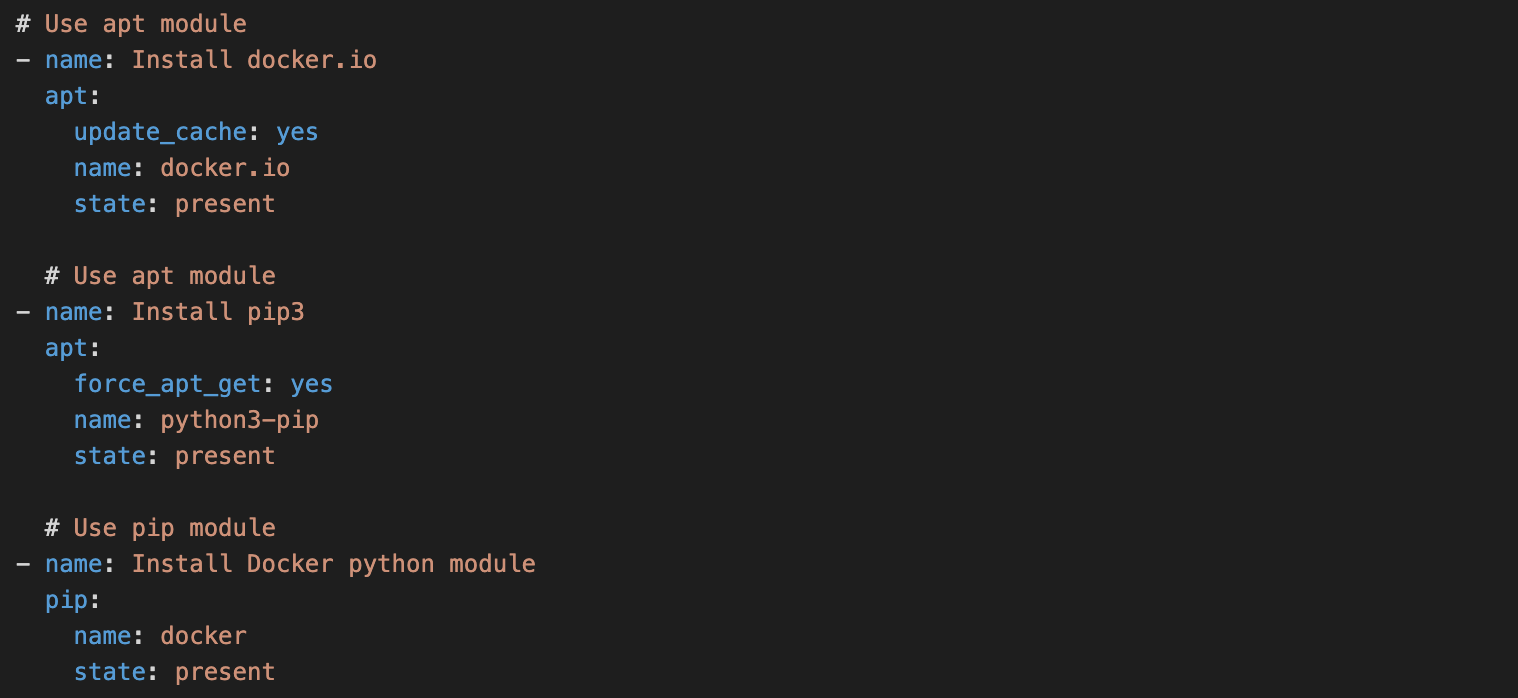 # Use apt module
- name: Install docker.io
  apt:
    update_cache: yes
    name: docker.io
    state: present

  # Use apt module
- name: Install pip3
  apt:
    force_apt_get: yes
    name: python3-pip
    state: present

  # Use pip module
- name: Install Docker python module
  pip:
    name: docker
    state: present